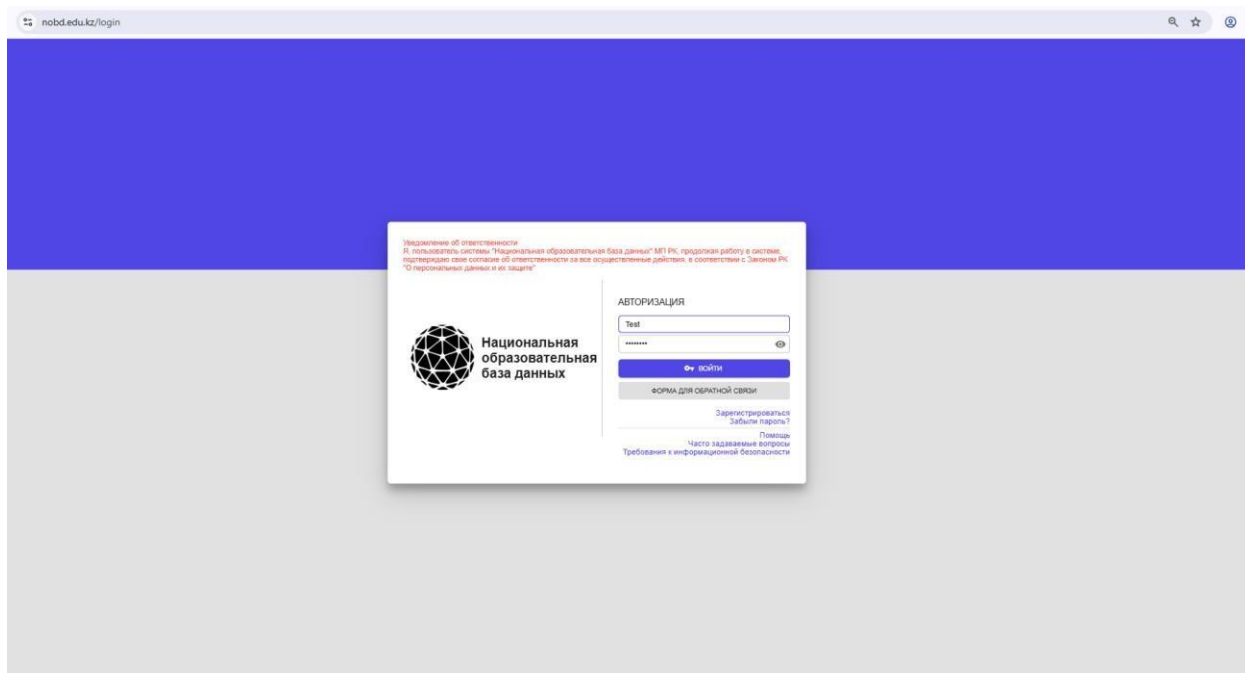 nobd.edu.kz/login
Уведомление об ответственности
Я, пользователь системы "Национальная образовательная база данных" МП РК, продолжая работу в системе,
подтверждаю свое согласие об ответственности за все осуществленные действия, в соответствии с Законом РК
"О персональных данных и их защите"
Национальная
образовательная
база данных
АВТОРИЗАЦИЯ
Test
ВОЙТИ
ФОРМА ДЛЯ ОБРАТНОЙ СВЯЗИ
Зарегистрироваться
Забыли пароль?
Помощь
Часто задаваемые вопросы
Требования к информационной безопасности